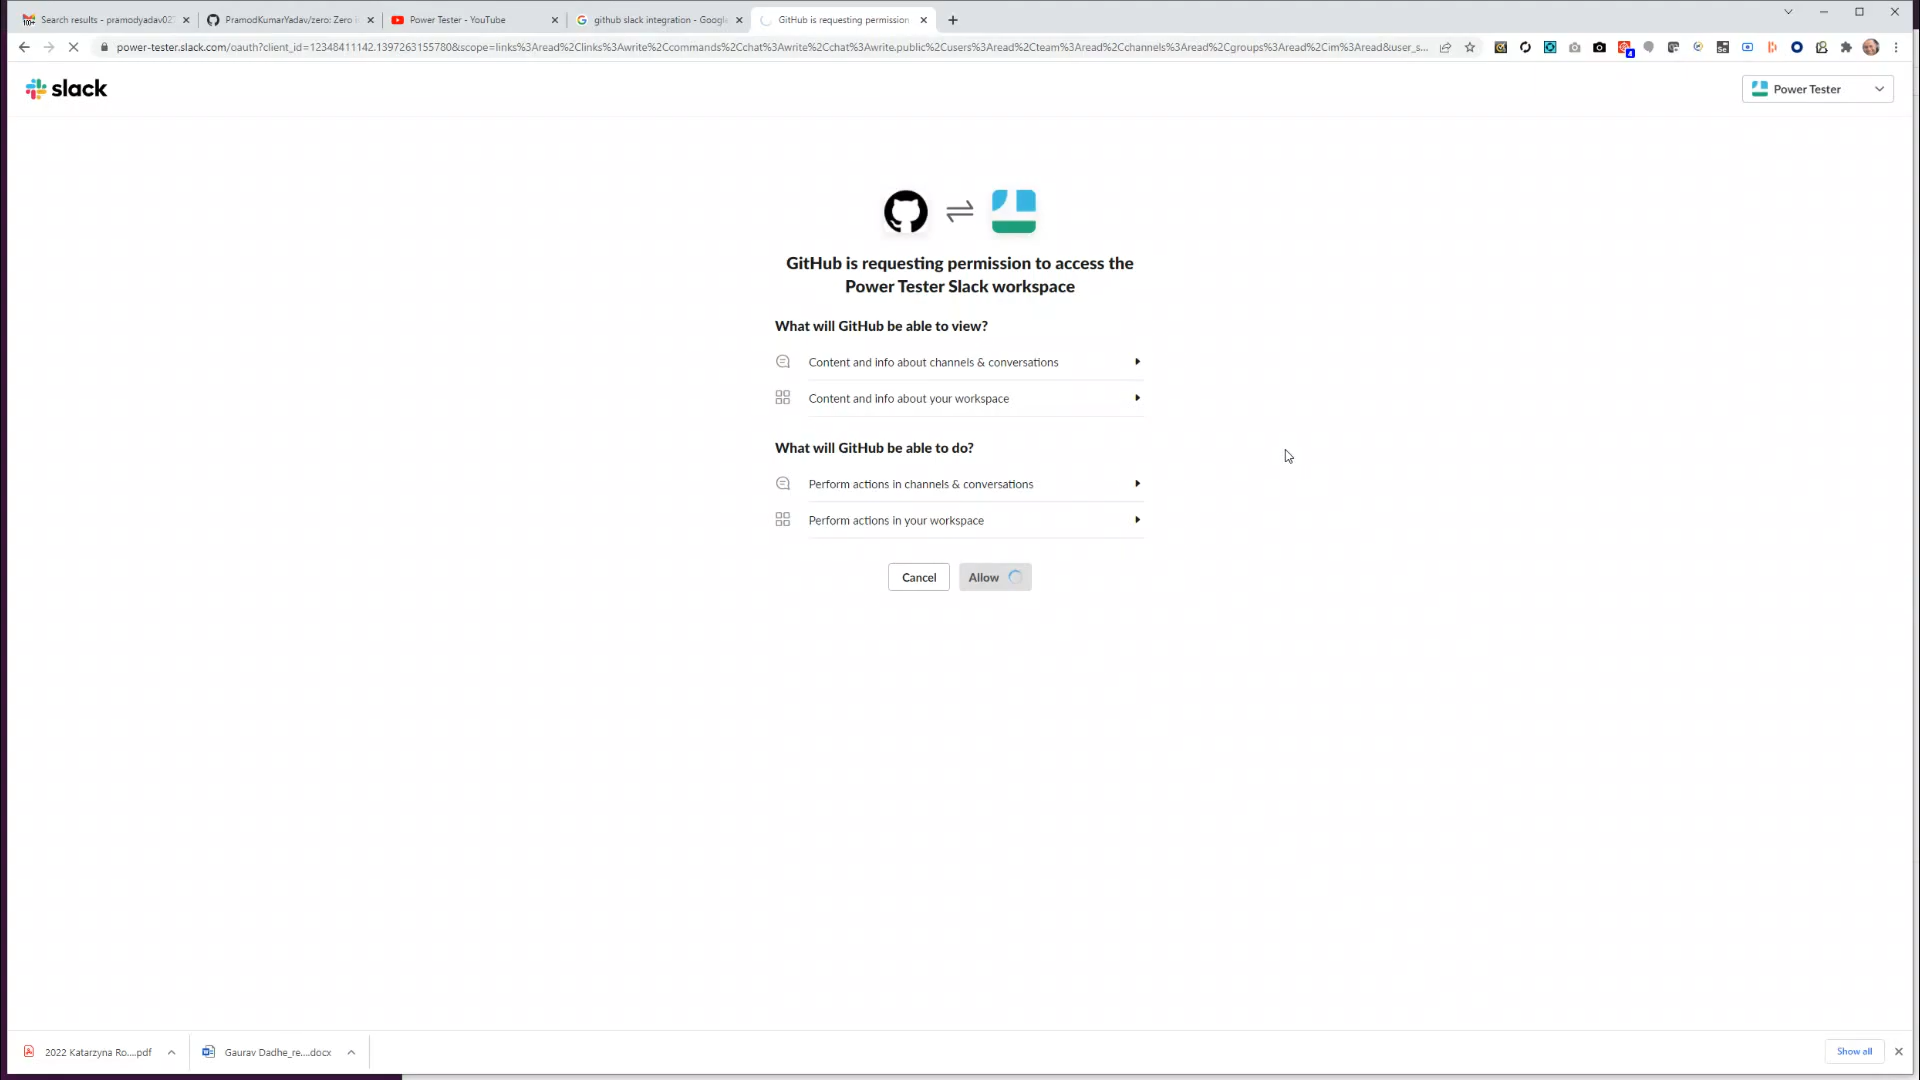 Search results - pramodyadav02
PramodKumarYadav/zero: Zero i
Power Tester - YouTube
github slack integration - Google
GitHub is requesting permission
power-tester.slack.com/oauth?client_id=12348411142.1397263155780&scope=links%3Aread%2Clinks%3Awrite%2Ccommands%2Cchat%3Awrite%2Cchat%3Awrite.public%2Cusers%3Aread%2Cteam%3Aread%2Cchannels%3Aread%2Cgroups%3Aread%2Cim%3Aread&user_s...
slack
Power Tester
GitHub is requesting permission to access the
Power Tester Slack workspace
What will GitHub be able to view?
Content and info about channels & conversations
Content and info about your workspace
What will GitHub be able to do?
Perform actions in channels & conversations
Perform actions in your workspace
Cancel
Allow
2022 Katarzyna Ro....pdf
Gaurav Dadhe_re....docx
Show all